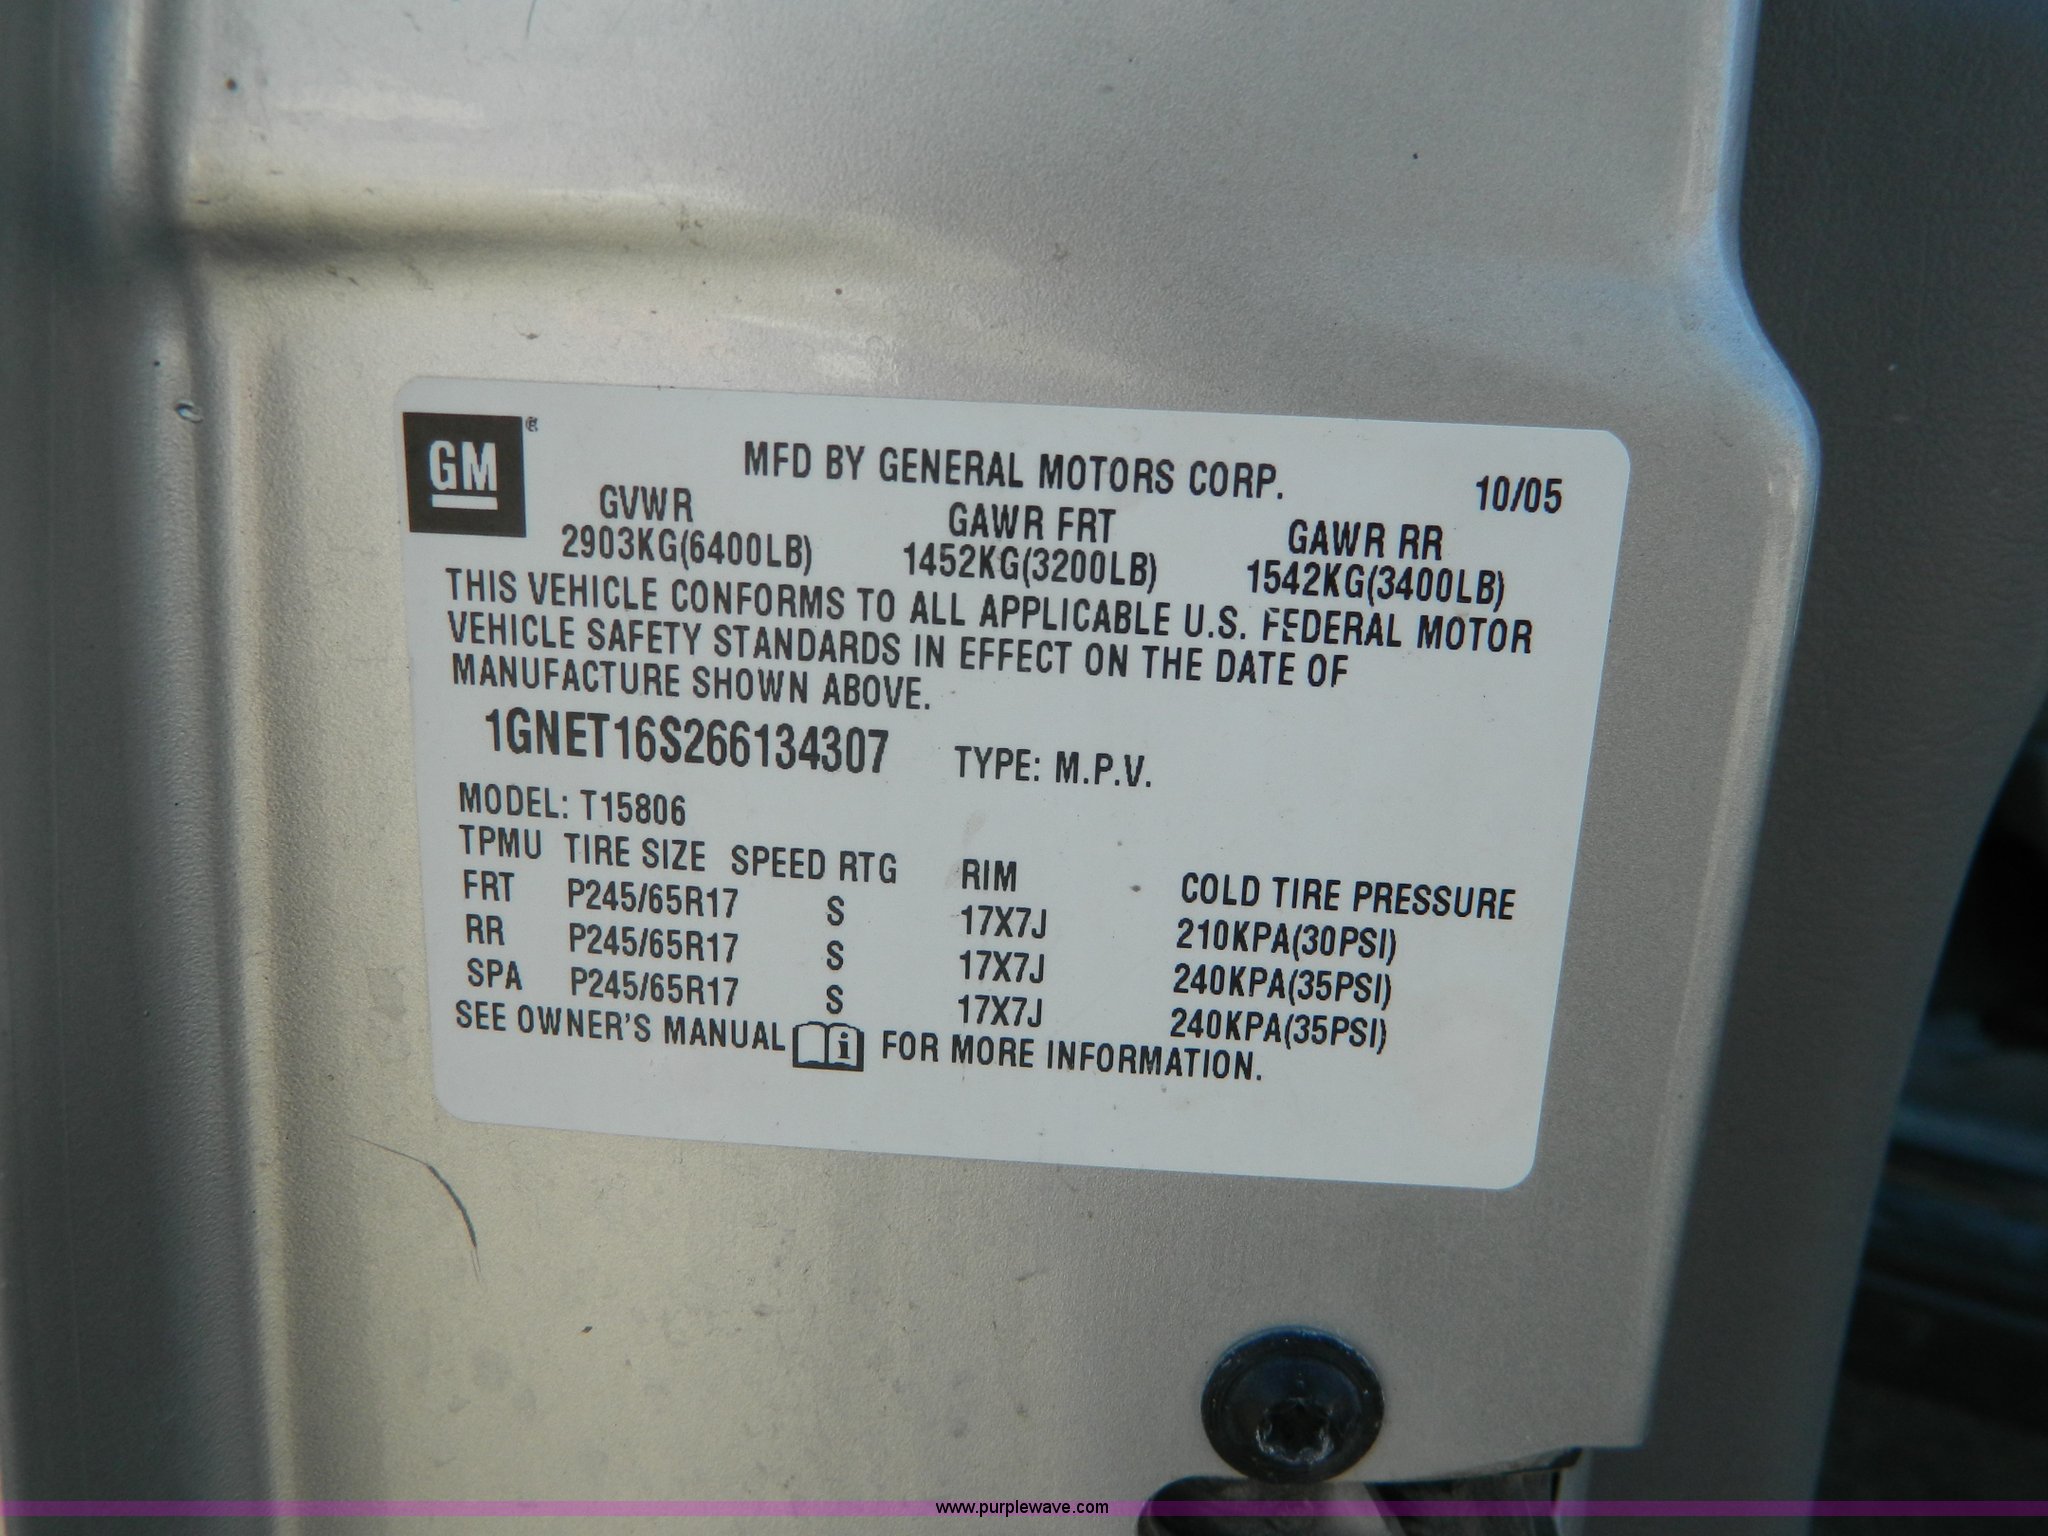 GM®
MFD BY GENERAL MOTORS CORP. 10/05
GVWR GAWR FRT GAWR RR
2903KG(6400LB) 1452KG(3200LB) 1542KG(3400LB)
THIS VEHICLE CONFORMS TO ALL APPLICABLE U.S. FEDERAL MOTOR
VEHICLE SAFETY STANDARDS IN EFFECT ON THE DATE OF
MANUFACTURE SHOWN ABOVE.
1GNET16S266134307 TYPE: M.P.V.
MODEL: T15806
TPMU TIRE SIZE SPEED RTG RIM COLD TIRE PRESSURE
FRT P245/65R17 S 17X7J 210KPA(30PSI)
RR P245/65R17 S 17X7J 240KPA(35PSI)
SPA P245/65R17 S 17X7J 240KPA(35PSI)
SEE OWNER'S MANUAL i FOR MORE INFORMATION.
www.purplewave.com